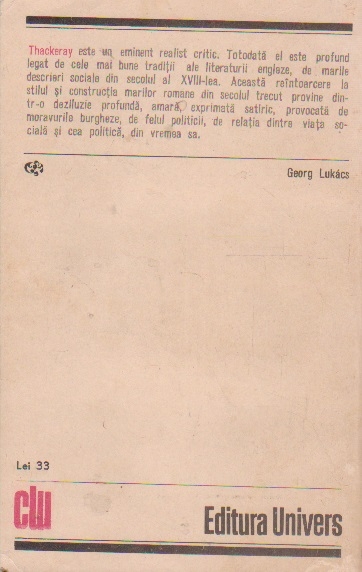 Thackeray este un eminent realist critic. Totodată el este profund
legat de cele mai bune tradiții ale literaturii engleze, de marile
descrieri sociale din secolul al XVIII-lea. Această reîntoarcere la
stilul și construcția marilor romane din secolul trecut provine din-
tr-o deziluzie profundă, amară, exprimată satiric, provocată de
moravurile burgheze, de felul politicii, de relația dintre viața so-
cială și cea politică, din vremea sa.
Georg Lukács
Lei 33
clu
Editura Univers